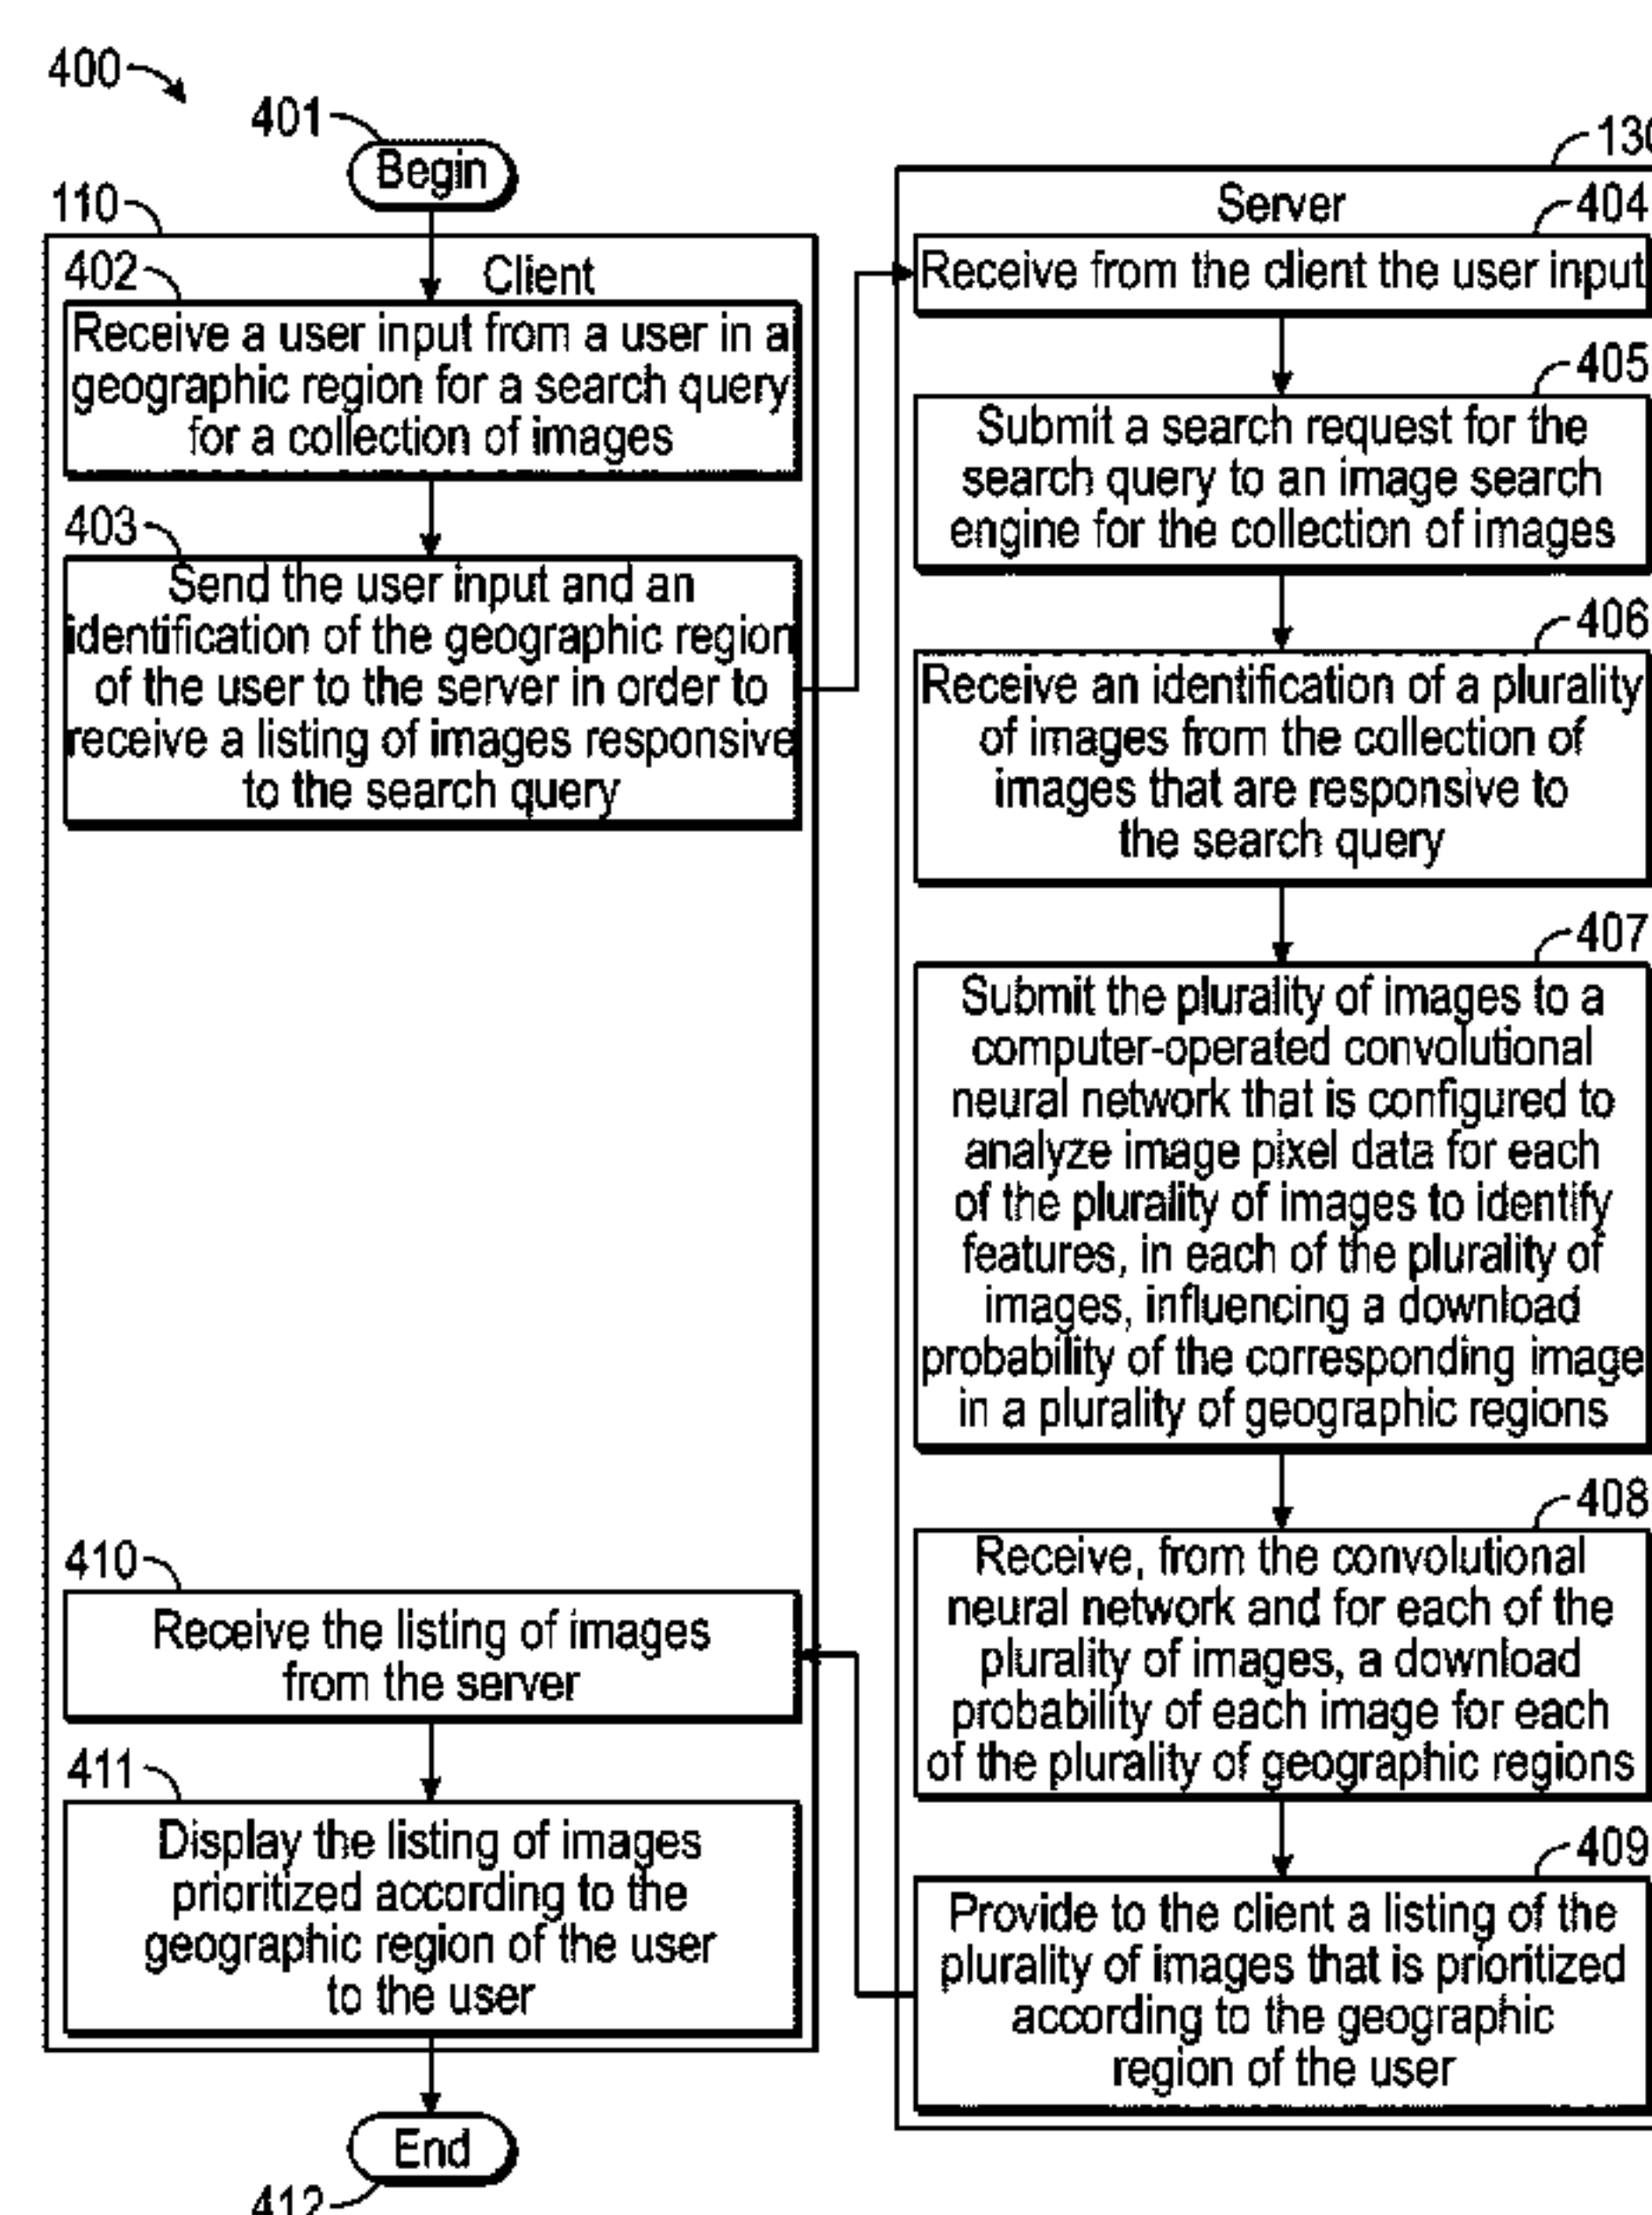 400
401
Begin
110
Client
402
Receive a user input from a user in a
geographic region for a search query
for a collection of images
403
Send the user input and an
identification of the geographic region
of the user to the server in order to
receive a listing of images responsive
to the search query
130
Server
404
Receive from the client the user input
405
Submit a search request for the
search query to an image search
engine for the collection of images
406
Receive an identification of a plurality
of images from the collection of
images that are responsive to
the search query
407
Submit the plurality of images to a
computer-operated convolutional
neural network that is configured to
analyze image pixel data for each
of the plurality of images to identify
features, in each of the plurality of
images, influencing a download
probability of the corresponding image
in a plurality of geographic regions
408
Receive, from the convolutional
neural network and for each of the
plurality of images, a download
probability of each image for each
of the plurality of geographic regions
409
Provide to the client a listing of the
plurality of images that is prioritized
according to the geographic
region of the user
410
Receive the listing of images
from the server
411
Display the listing of images
prioritized according to the
geographic region of the user
to the user
End
412